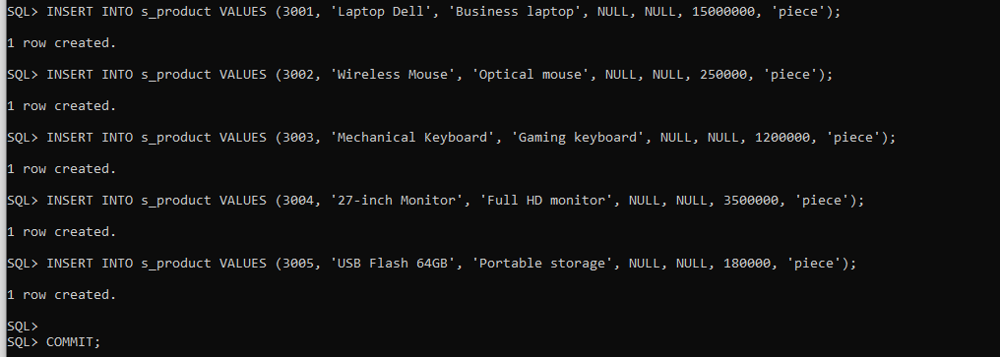 SQL> INSERT INTO s_product VALUES (3001, 'Laptop Dell', 'Business laptop', NULL, NULL, 15000000, 'piece');
1 row created.
SQL> INSERT INTO s_product VALUES (3002, 'Wireless Mouse', 'Optical mouse', NULL, NULL, 250000, 'piece');
1 row created.
SQL> INSERT INTO s_product VALUES (3003, 'Mechanical Keyboard', 'Gaming keyboard', NULL, NULL, 1200000, 'piece');
1 row created.
SQL> INSERT INTO s_product VALUES (3004, '27-inch Monitor', 'Full HD monitor', NULL, NULL, 3500000, 'piece');
1 row created.
SQL> INSERT INTO s_product VALUES (3005, 'USB Flash 64GB', 'Portable storage', NULL, NULL, 180000, 'piece');
1 row created.
SQL>
SQL> COMMIT;